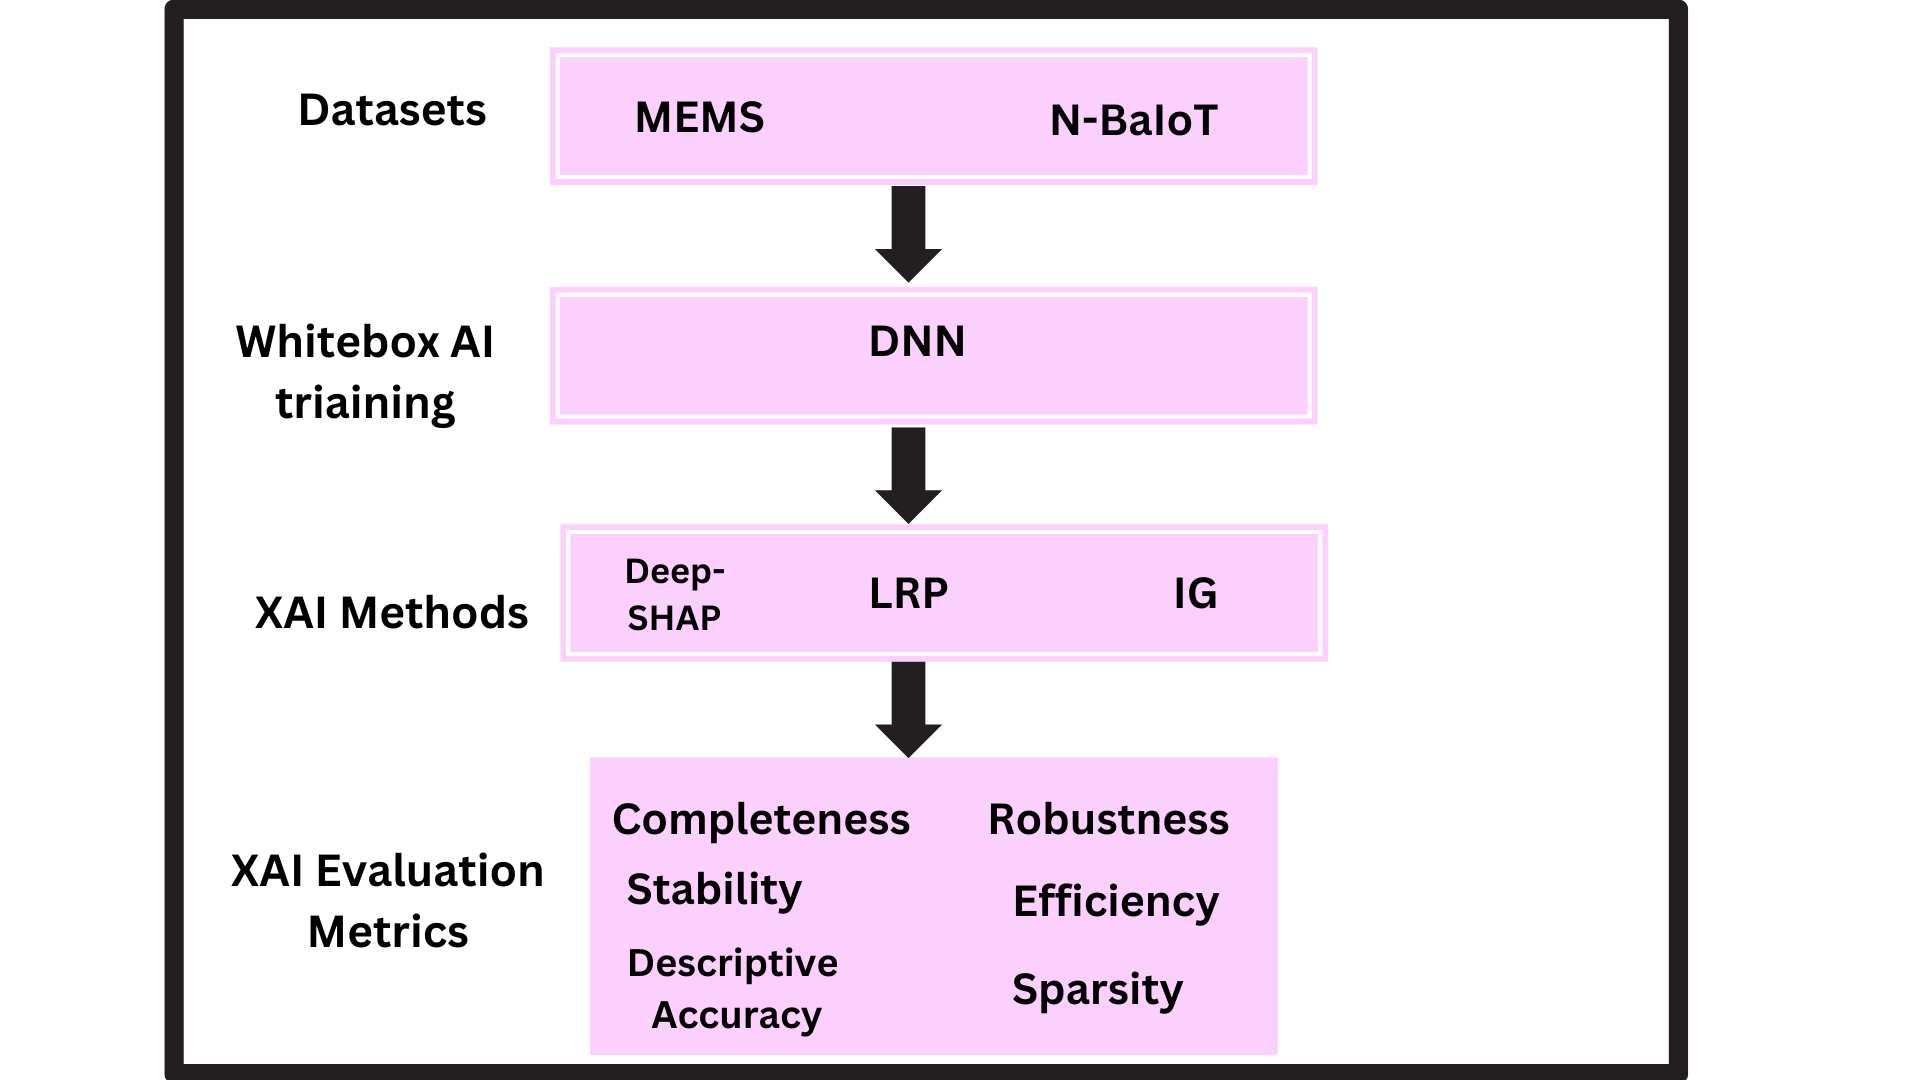 Datasets
MEMS
N-BaIoT
Whitebox AI
triaining
DNN
XAI Methods
Deep-
SHAP
LRP
IG
XAI Evaluation
Metrics
Completeness
Robustness
Stability
Efficiency
Descriptive
Accuracy
Sparsity